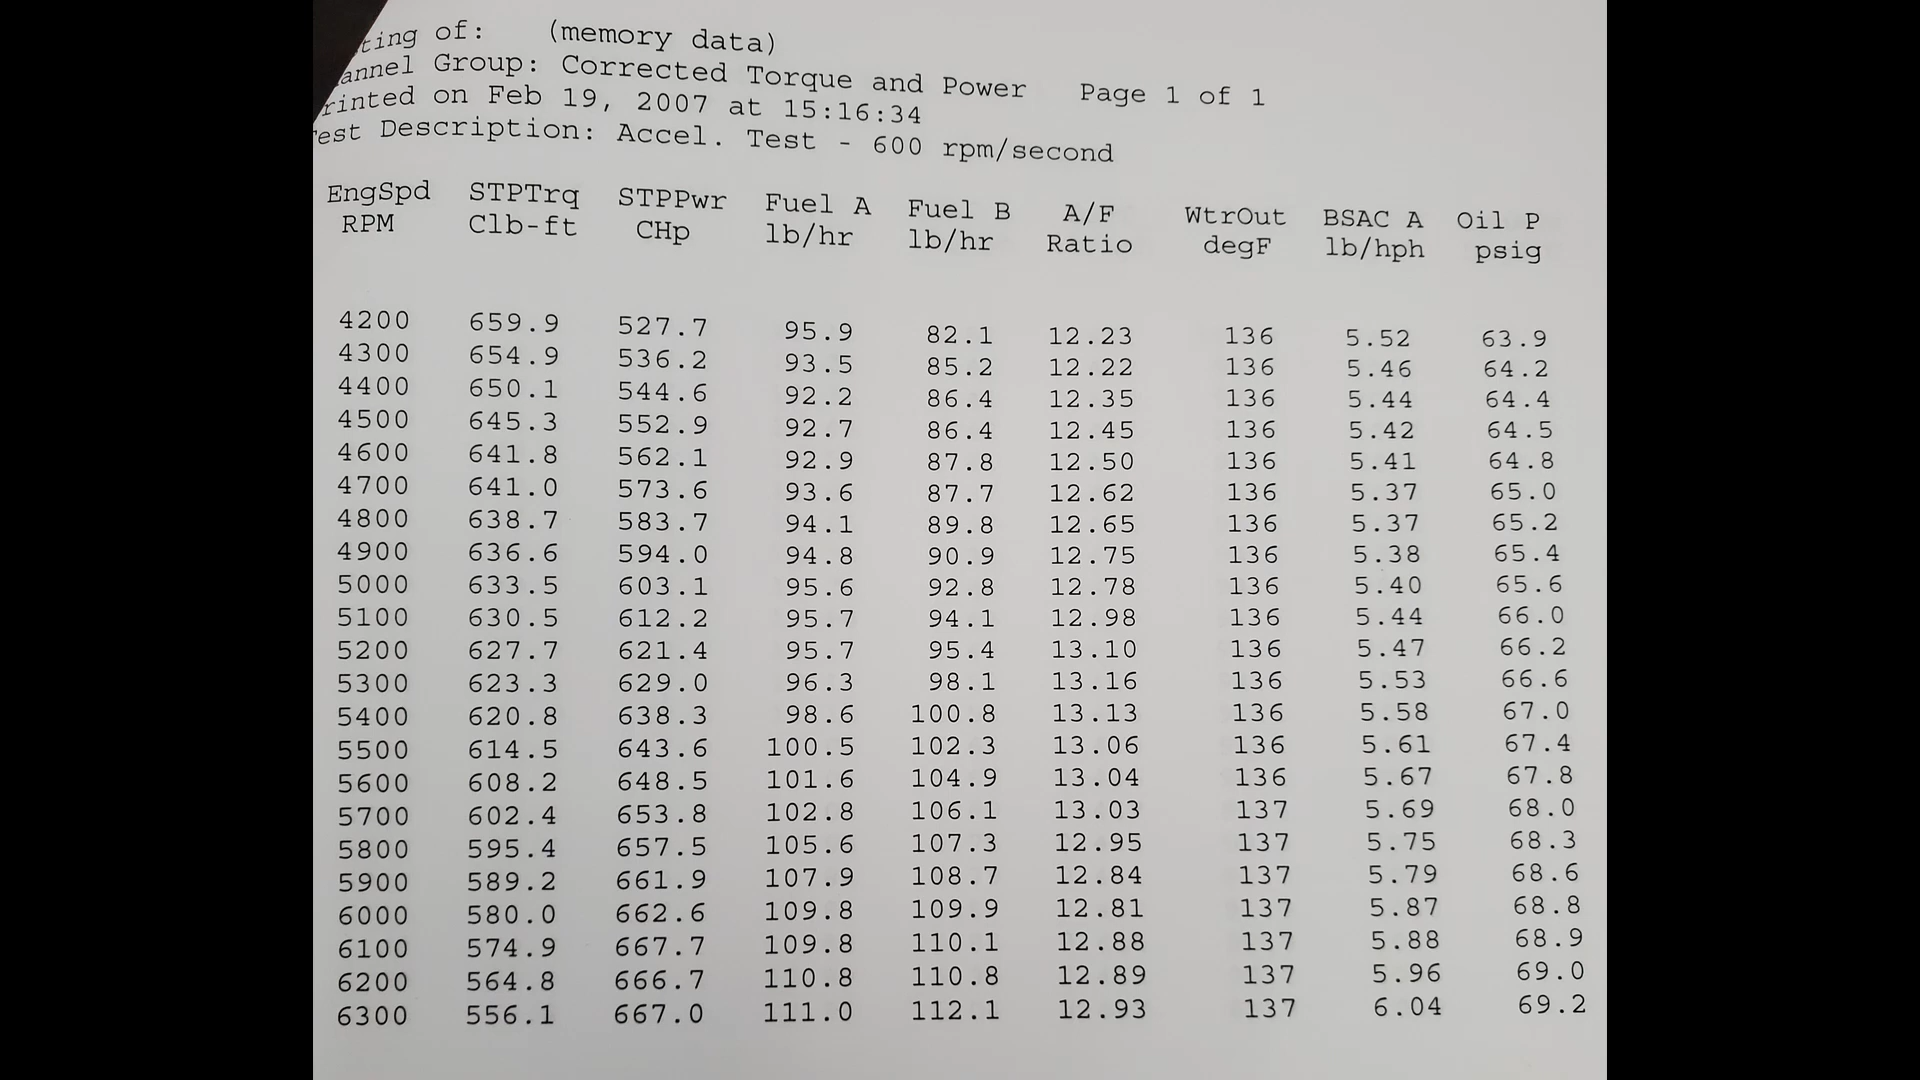 ting of: (memory data)
annel Group: Corrected Torque and Power Page 1 of 1
rinted on Feb 19, 2007 at 15:16:34
est Description: Accel. Test - 600 rpm/second
EngSpd STPTrq STPPwr Fuel A Fuel B A/F WtrOut BSAC A Oil P
RPM Clb-ft CHp lb/hr lb/hr Ratio degF lb/hph psig
4200 659.9 527.7 95.9 82.1 12.23 136 5.52 63.9
4300 654.9 536.2 93.5 85.2 12.22 136 5.46 64.2
4400 650.1 544.6 92.2 86.4 12.35 136 5.44 64.4
4500 645.3 552.9 92.7 86.4 12.45 136 5.42 64.5
4600 641.8 562.1 92.9 87.8 12.50 136 5.41 64.8
4700 641.0 573.6 93.6 87.7 12.62 136 5.37 65.0
4800 638.7 583.7 94.1 89.8 12.65 136 5.37 65.2
4900 636.6 594.0 94.8 90.9 12.75 136 5.38 65.4
5000 633.5 603.1 95.6 92.8 12.78 136 5.40 65.6
5100 630.5 612.2 95.7 94.1 12.98 136 5.44 66.0
5200 627.7 621.4 95.7 95.4 13.10 136 5.47 66.2
5300 623.3 629.0 96.3 98.1 13.16 136 5.53 66.6
5400 620.8 638.3 98.6 100.8 13.13 136 5.58 67.0
5500 614.5 643.6 100.5 102.3 13.06 136 5.61 67.4
5600 608.2 648.5 101.6 104.9 13.04 136 5.67 67.8
5700 602.4 653.8 102.8 106.1 13.03 137 5.69 68.0
5800 595.4 657.5 105.6 107.3 12.95 137 5.75 68.3
5900 589.2 661.9 107.9 108.7 12.84 137 5.79 68.6
6000 580.0 662.6 109.8 109.9 12.81 137 5.87 68.8
6100 574.9 667.7 109.8 110.1 12.88 137 5.88 68.9
6200 564.8 666.7 110.8 110.8 12.89 137 5.96 69.0
6300 556.1 667.0 111.0 112.1 12.93 137 6.04 69.2